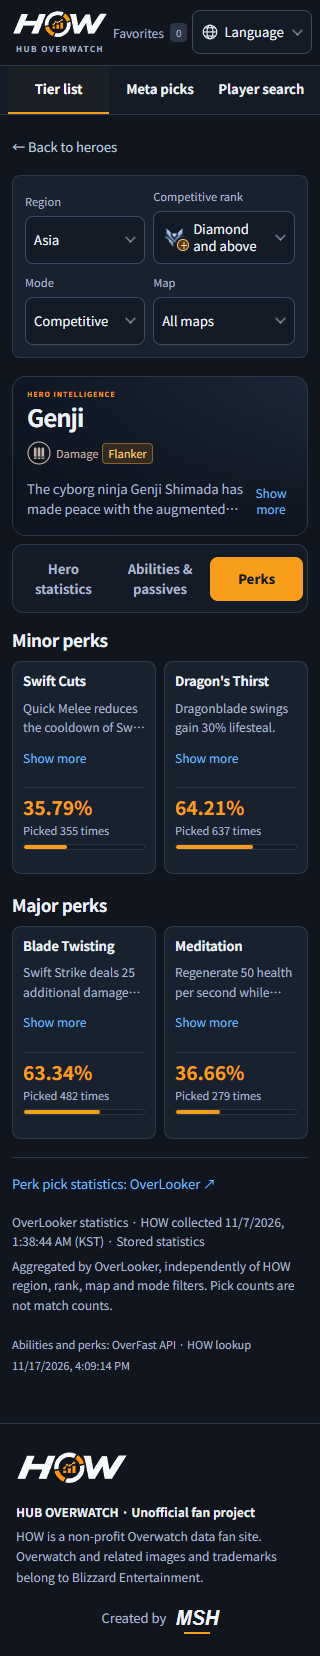 HOW
HUB OVERWATCH
Favorites 0
Language
Tier list Meta picks Player search
← Back to heroes
Region
Competitive rank
Asia
Diamond
and above
Mode
Map
Competitive
All maps
HERO INTELLIGENCE
Genji
Damage Flanker
The cyborg ninja Genji Shimada has
made peace with the augmented…
Show
more
Hero
statistics
Abilities &
passives
Perks
Minor perks
Swift Cuts
Quick Melee reduces
the cooldown of Sw…
Show more
35.79%
Picked 355 times
Dragon's Thirst
Dragonblade swings
gain 30% lifesteal.
Show more
64.21%
Picked 637 times
Major perks
Blade Twisting
Swift Strike deals 25
additional damage…
Show more
63.34%
Picked 482 times
Meditation
Regenerate 50 health
per second while…
Show more
36.66%
Picked 279 times
Perk pick statistics: OverLooker ↗
OverLooker statistics · HOW collected 11/7/2026,
1:38:44 AM (KST) · Stored statistics
Aggregated by OverLooker, independently of HOW
region, rank, map and mode filters. Pick counts are
not match counts.
Abilities and perks: OverFast API · HOW lookup
11/17/2026, 4:09:14 PM
HOW
HUB OVERWATCH · Unofficial fan project
HOW is a non-profit Overwatch data fan site.
Overwatch and related images and trademarks
belong to Blizzard Entertainment.
Created by MSH